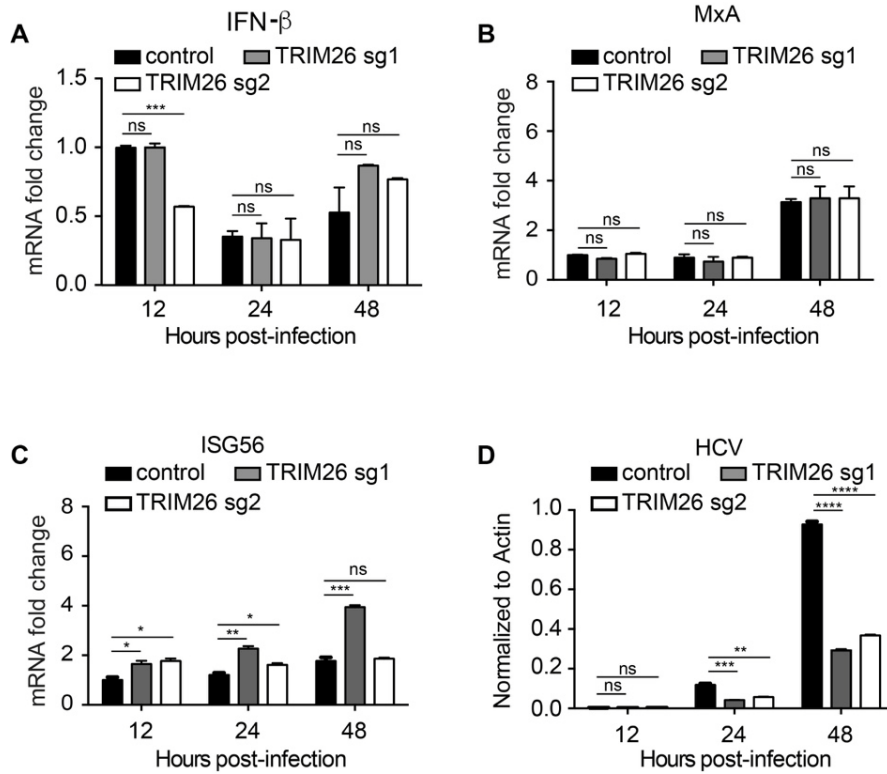 A
IFN-β
control TRIM26 sg1
TRIM26 sg2
mRNA fold change
1.5
1.0
0.5
0.0
***
ns
ns
ns
ns
ns
12 24 48
Hours post-infection
B
MxA
control TRIM26 sg1
TRIM26 sg2
mRNA fold change
8
6
4
2
0
ns
ns
ns
ns
ns
ns
12 24 48
Hours post-infection
C
ISG56
control TRIM26 sg1
TRIM26 sg2
mRNA fold change
8
6
4
2
0
*
*
*
**
ns
***
12 24 48
Hours post-infection
D
HCV
control TRIM26 sg1
TRIM26 sg2
Normalized to Actin
1.0
0.8
0.6
0.4
0.2
0.0
ns
ns
**
***
****
****
12 24 48
Hours post-infection